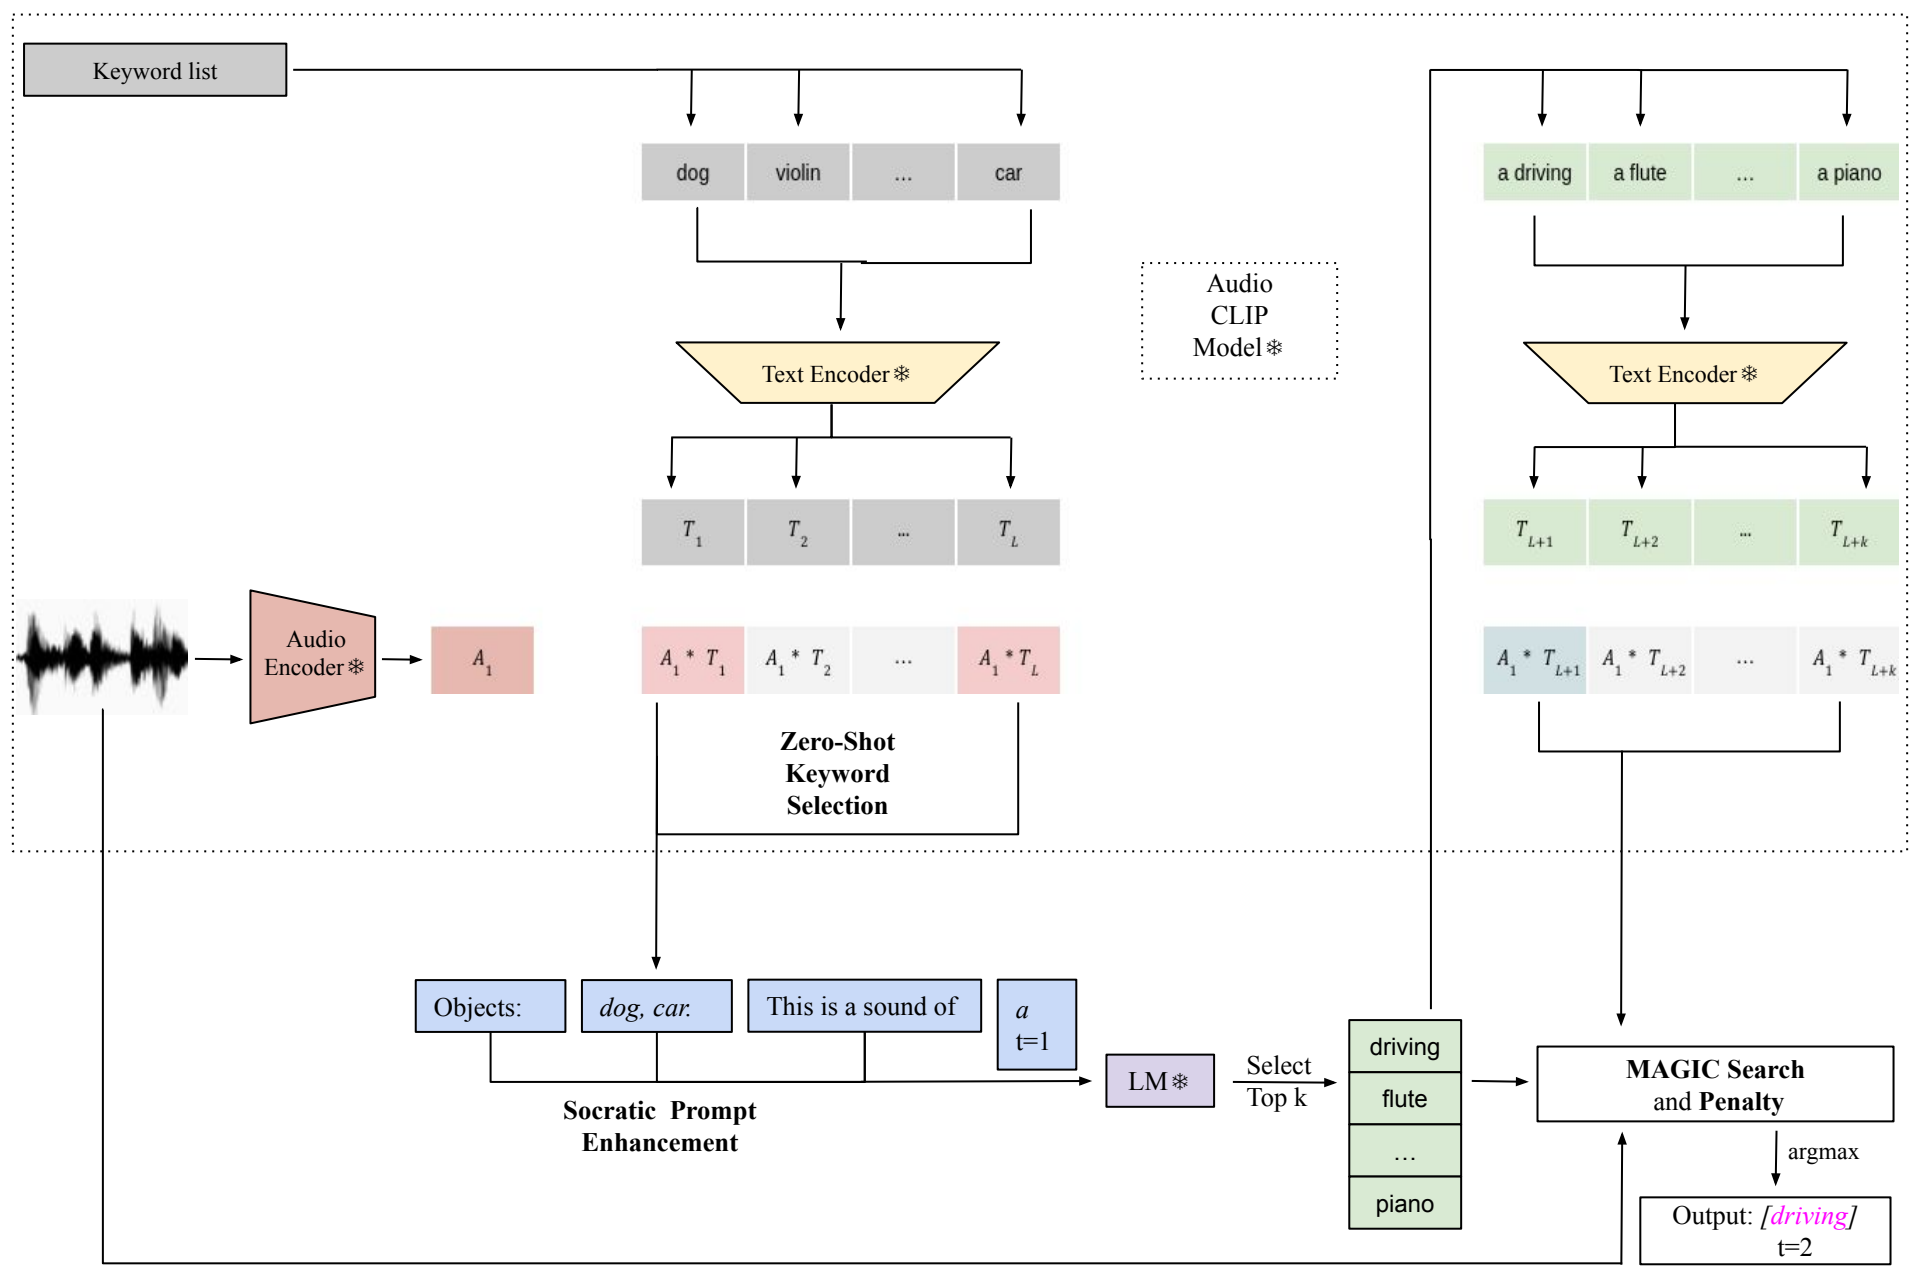 Keyword list
dog violin ... car
a driving a flute ... a piano
Audio
CLIP
Model❄
Text Encoder❄
Text Encoder❄
T1 T2 ... TL
TL+1 TL+2 ... TL+k
Audio
Encoder❄
A1
A1 * T1 A1 * T2 ... A1 * TL
A1 * TL+1 A1 * TL+2 ... A1 * TL+k
Zero-Shot
Keyword
Selection
Objects:
dog, car.
This is a sound of
a
t=1
Socratic Prompt
Enhancement
LM❄
Select
Top k
driving
flute
...
piano
MAGIC Search
and Penalty
argmax
Output: [driving]
t=2